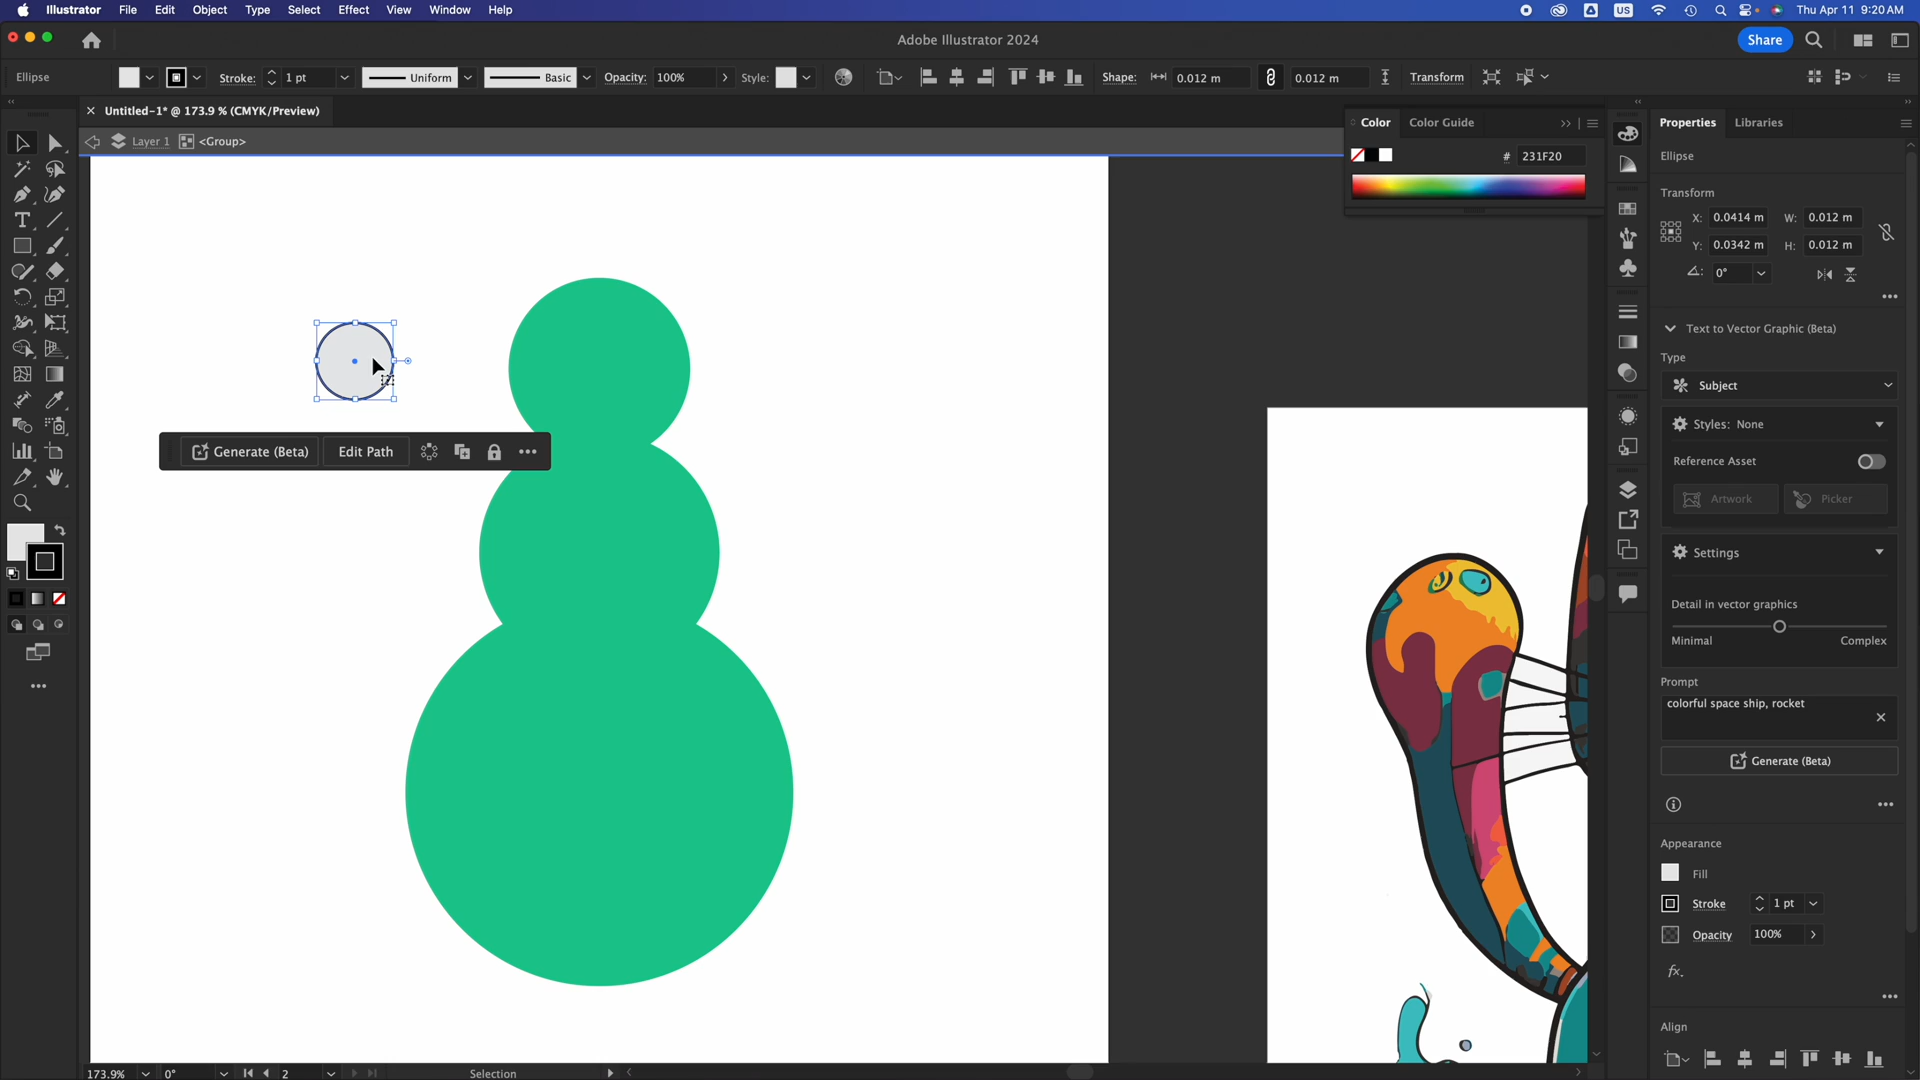 Illustrator File Edit Object Type Select Effect View Window Help
US
Thu Apr 11 9:20 AM
Adobe Illustrator 2024
Share
Ellipse
Stroke: 1 pt
Uniform
Basic
Opacity: 100%
Style:
Shape: 0.012 m 0.012 m
Transform
Untitled-1* @ 173.9 % (CMYK/Preview)
Layer 1 <Group>
Color Color Guide
# 231F20
Properties Libraries
Ellipse
Transform
X: 0.0414 m W: 0.012 m
Y: 0.0342 m H: 0.012 m
0°
Text to Vector Graphic (Beta)
Type
Subject
Styles: None
Reference Asset
Artwork Picker
Generate (Beta) Edit Path
Settings
Detail in vector graphics
Minimal Complex
Prompt
colorful space ship, rocket
Generate (Beta)
Appearance
Fill
Stroke 1 pt
Opacity 100%
fx.
Align
173.9% 0° 2 Selection